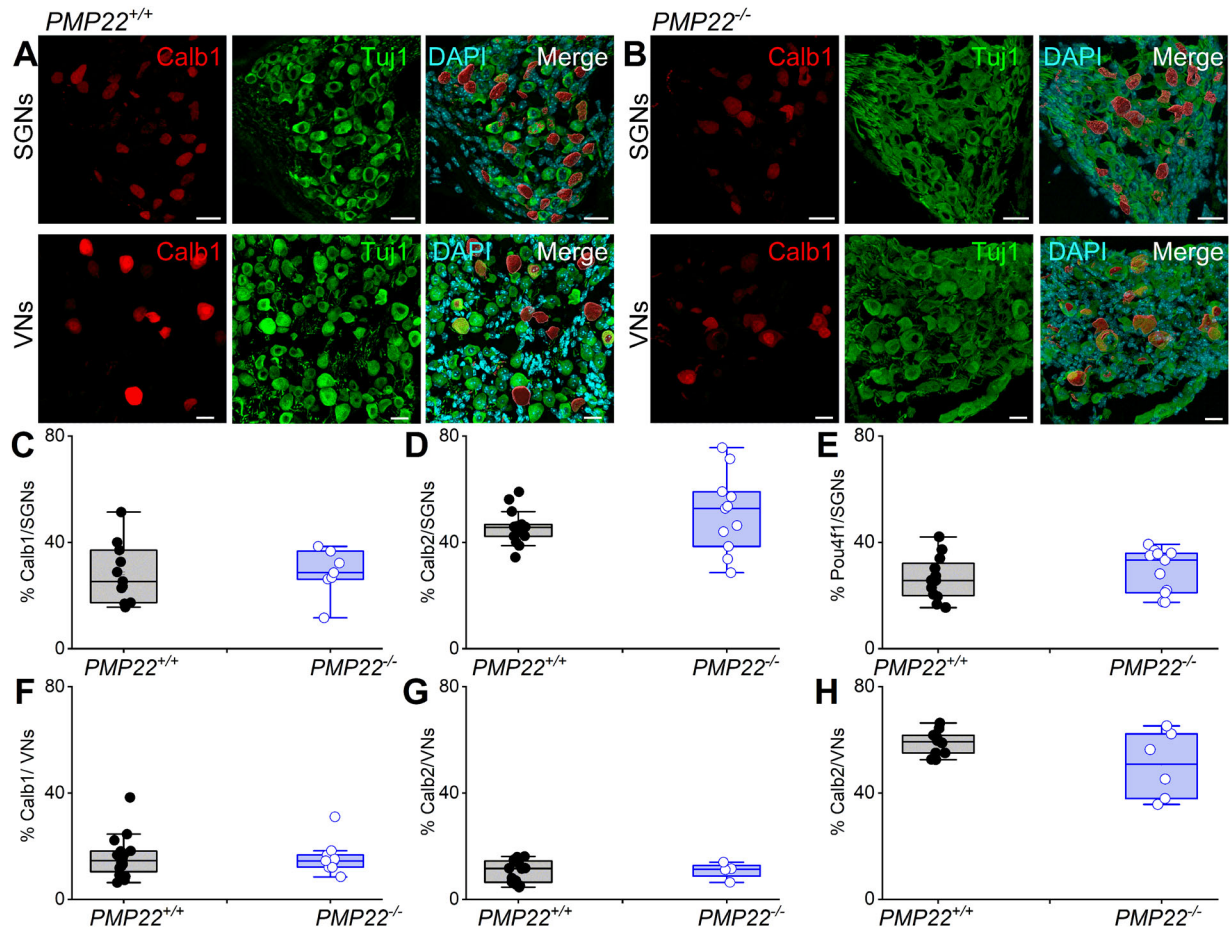 PMP22+/+
PMP22-/-
A
Calb1
Tuj1
DAPI
Merge
SGNs
Calb1
Tuj1
DAPI
Merge
VNs
B
Calb1
Tuj1
DAPI
Merge
SGNs
Calb1
Tuj1
DAPI
Merge
VNs
C
80
40
0
% Calb1/SGNs
PMP22+/+
PMP22-/-
D
80
40
0
% Calb2/SGNs
PMP22+/+
PMP22-/-
E
80
40
0
% Pou4f1/SGNs
PMP22+/+
PMP22-/-
F
80
40
0
% Calb1/ VNs
PMP22+/+
PMP22-/-
G
80
40
0
% Calb2/VNs
PMP22+/+
PMP22-/-
H
80
40
0
% Calb2/VNs
PMP22+/+
PMP22-/-